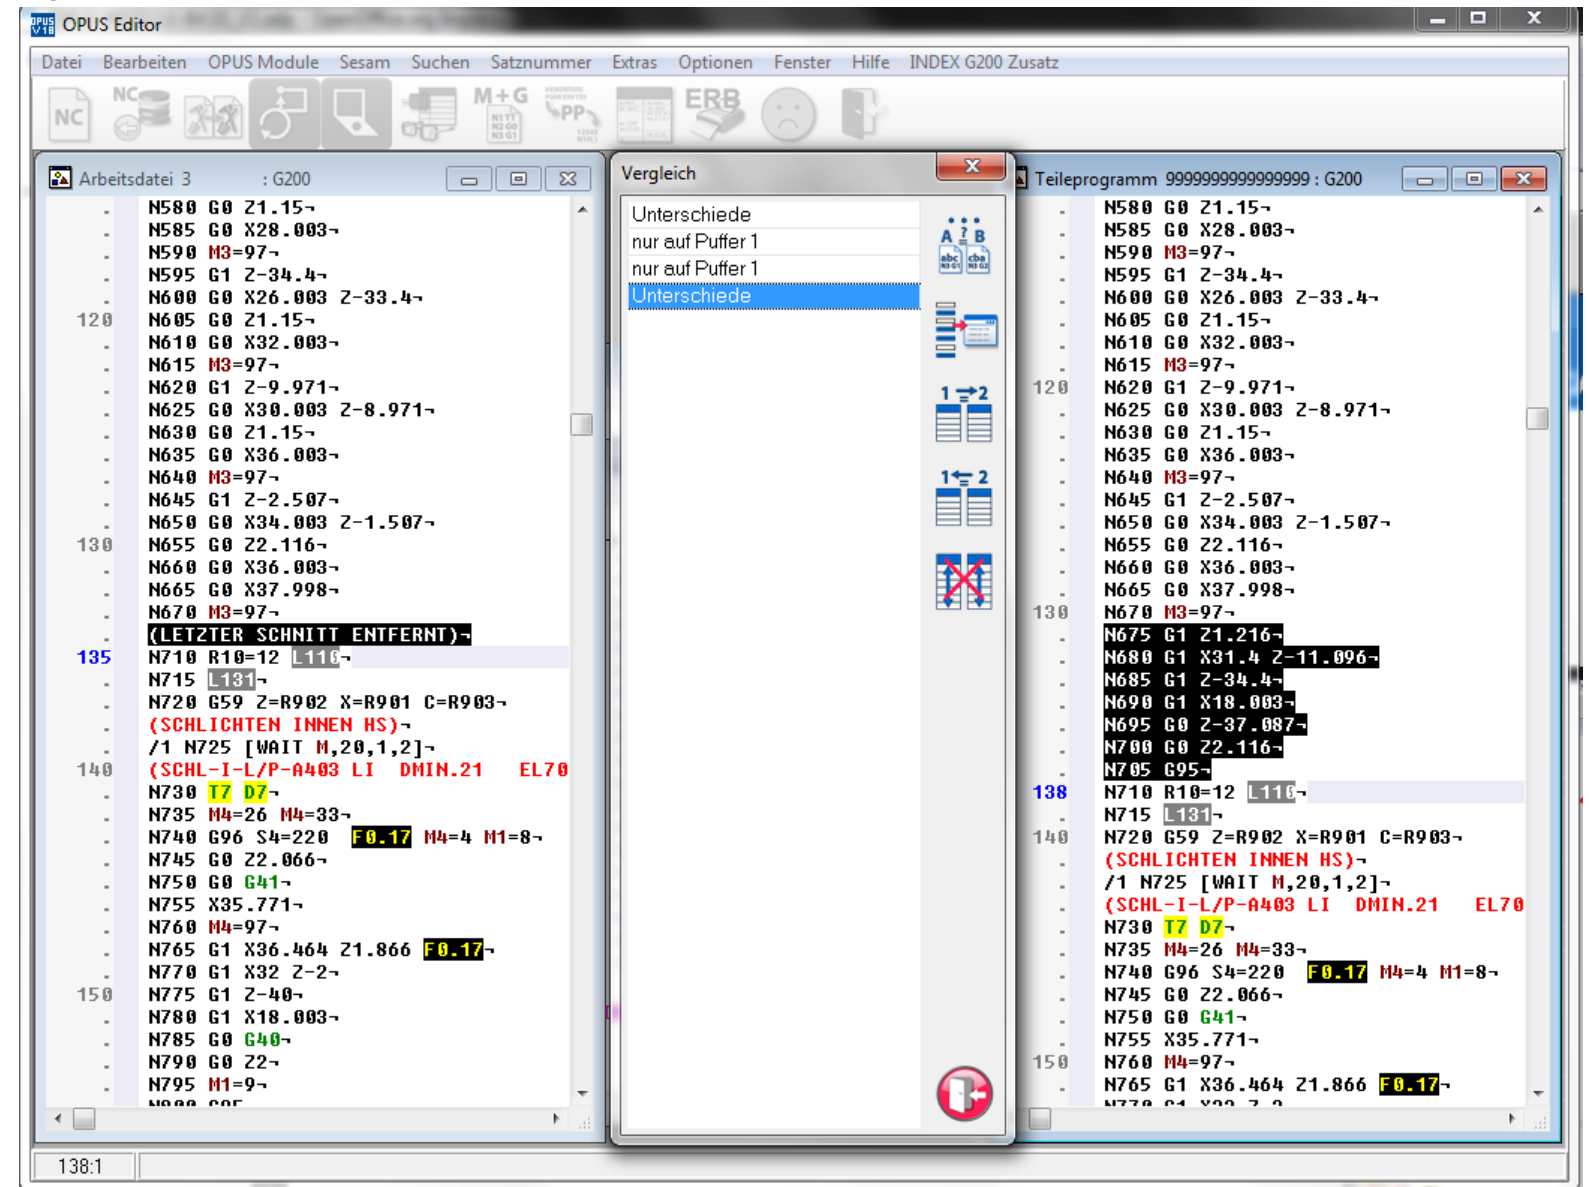 OPUS V18 OPUS Editor
Datei Bearbeiten OPUS Module Sesam Suchen Satznummer Extras Optionen Fenster Hilfe INDEX G200 Zusatz
NC NC M+G N1 T1 N2 G0 N3 G1 PP ERB
Arbeitsdatei 3 : G200
. N580 G0 Z1.15¬
. N585 G0 X28.003¬
. N590 M3=97¬
. N595 G1 Z-34.4¬
. N600 G0 X26.003 Z-33.4¬
120 N605 G0 Z1.15¬
. N610 G0 X32.003¬
. N615 M3=97¬
. N620 G1 Z-9.971¬
. N625 G0 X30.003 Z-8.971¬
. N630 G0 Z1.15¬
. N635 G0 X36.003¬
. N640 M3=97¬
. N645 G1 Z-2.507¬
. N650 G0 X34.003 Z-1.507¬
130 N655 G0 Z2.116¬
. N660 G0 X36.003¬
. N665 G0 X37.998¬
. N670 M3=97¬
. (LETZTER SCHNITT ENTFERNT)¬
135 N710 R10=12 L110¬
. N715 L131¬
. N720 G59 Z=R902 X=R901 C=R903¬
. (SCHLICHTEN INNEN HS)¬
. /1 N725 [WAIT M,20,1,2]¬
140 (SCHL-I-L/P-A403 LI DMIN.21 EL70
. N730 T7 D7¬
. N735 M4=26 M4=33¬
. N740 G96 S4=220 F0.17 M4=4 M1=8¬
. N745 G0 Z2.066¬
. N750 G0 G41¬
. N755 X35.771¬
. N760 M4=97¬
. N765 G1 X36.464 Z1.866 F0.17¬
. N770 G1 X32 Z-2¬
150 N775 G1 Z-40¬
. N780 G1 X18.003¬
. N785 G0 G40¬
. N790 G0 Z2¬
. N795 M1=9¬
Vergleich
Unterschiede
nur auf Puffer 1
nur auf Puffer 1
Unterschiede
A ? B
abc cba
N3 G1 N3 G2
1 ⇒ 2
1 ⇐ 2
Teileprogramm 9999999999999999 : G200
. N580 G0 Z1.15¬
. N585 G0 X28.003¬
. N590 M3=97¬
. N595 G1 Z-34.4¬
. N600 G0 X26.003 Z-33.4¬
. N605 G0 Z1.15¬
. N610 G0 X32.003¬
. N615 M3=97¬
120 N620 G1 Z-9.971¬
. N625 G0 X30.003 Z-8.971¬
. N630 G0 Z1.15¬
. N635 G0 X36.003¬
. N640 M3=97¬
. N645 G1 Z-2.507¬
. N650 G0 X34.003 Z-1.507¬
. N655 G0 Z2.116¬
. N660 G0 X36.003¬
. N665 G0 X37.998¬
130 N670 M3=97¬
. N675 G1 Z1.216¬
. N680 G1 X31.4 Z-11.096¬
. N685 G1 Z-34.4¬
. N690 G1 X18.003¬
. N695 G0 Z-37.087¬
. N700 G0 Z2.116¬
. N705 G95¬
138 N710 R10=12 L110¬
. N715 L131¬
140 N720 G59 Z=R902 X=R901 C=R903¬
. (SCHLICHTEN INNEN HS)¬
. /1 N725 [WAIT M,20,1,2]¬
. (SCHL-I-L/P-A403 LI DMIN.21 EL70
. N730 T7 D7¬
. N735 M4=26 M4=33¬
. N740 G96 S4=220 F0.17 M4=4 M1=8¬
. N745 G0 Z2.066¬
. N750 G0 G41¬
. N755 X35.771¬
150 N760 M4=97¬
. N765 G1 X36.464 Z1.866 F0.17¬
138:1